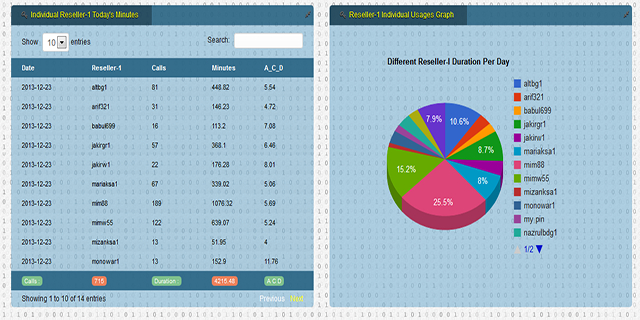 Individual Reseller-1 Today's Minutes
Show 10 entries Search:
Date Reseller-1 Calls Minutes A_C_D
2013-12-23 altbg1 81 448.82 5.54
2013-12-23 arif321 31 146.23 4.72
2013-12-23 babul699 16 113.2 7.08
2013-12-23 jakirgr1 57 368.1 6.46
2013-12-23 jakirw1 22 176.28 8.01
2013-12-23 mariaksa1 67 339.02 5.06
2013-12-23 mim88 189 1076.32 5.69
2013-12-23 mimw55 122 639.07 5.24
2013-12-23 mizanksa1 13 51.95 4
2013-12-23 monowar1 13 152.9 11.76
Calls : Duration : 4216.48 A C D
Showing 1 to 10 of 14 entries Previous Next
Reseller-1 Individual Usages Graph
Different Reseller-I Duration Per Day
7.9%
10.6%
8.7%
8%
25.5%
15.2%
altbg1
arif321
babul699
jakirgr1
jakirw1
mariaksa1
mim88
mimw55
mizanksa1
monowar1
my.pin
nazrulbdg1
1/2